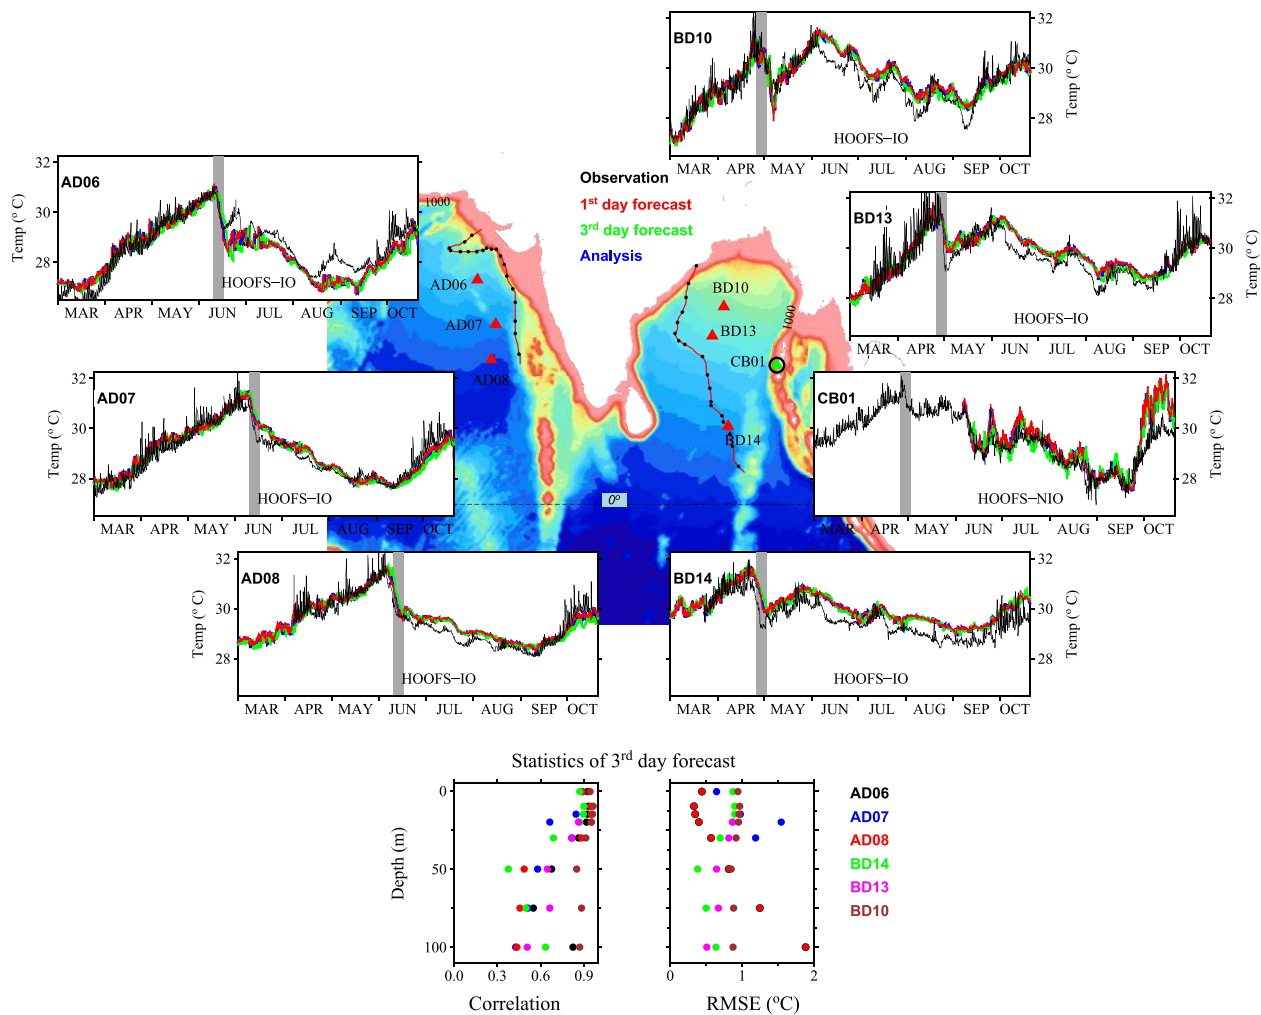 BD10
32
30
28
Temp (° C)
HOOFS–IO
MAR APR MAY JUN JUL AUG SEP OCT
AD06
32
30
28
Temp (° C)
HOOFS–IO
MAR APR MAY JUN JUL AUG SEP OCT
Observation
1st day forecast
3rd day forecast
Analysis
1000
AD06
AD07
AD08
BD10
BD13
CB01
BD14
1000
0°
BD13
32
30
28
Temp (° C)
HOOFS–IO
MAR APR MAY JUN JUL AUG SEP OCT
AD07
32
30
28
Temp (° C)
HOOFS–IO
MAR APR MAY JUN JUL AUG SEP OCT
CB01
32
30
28
Temp (° C)
HOOFS–NIO
MAR APR MAY JUN JUL AUG SEP OCT
AD08
32
30
28
Temp (° C)
HOOFS–IO
MAR APR MAY JUN JUL AUG SEP OCT
BD14
32
30
28
Temp (° C)
HOOFS–IO
MAR APR MAY JUN JUL AUG SEP OCT
Statistics of 3rd day forecast
Depth (m)
0
50
100
0.0 0.3 0.6 0.9
Correlation
0 1 2
RMSE (°C)
AD06
AD07
AD08
BD14
BD13
BD10